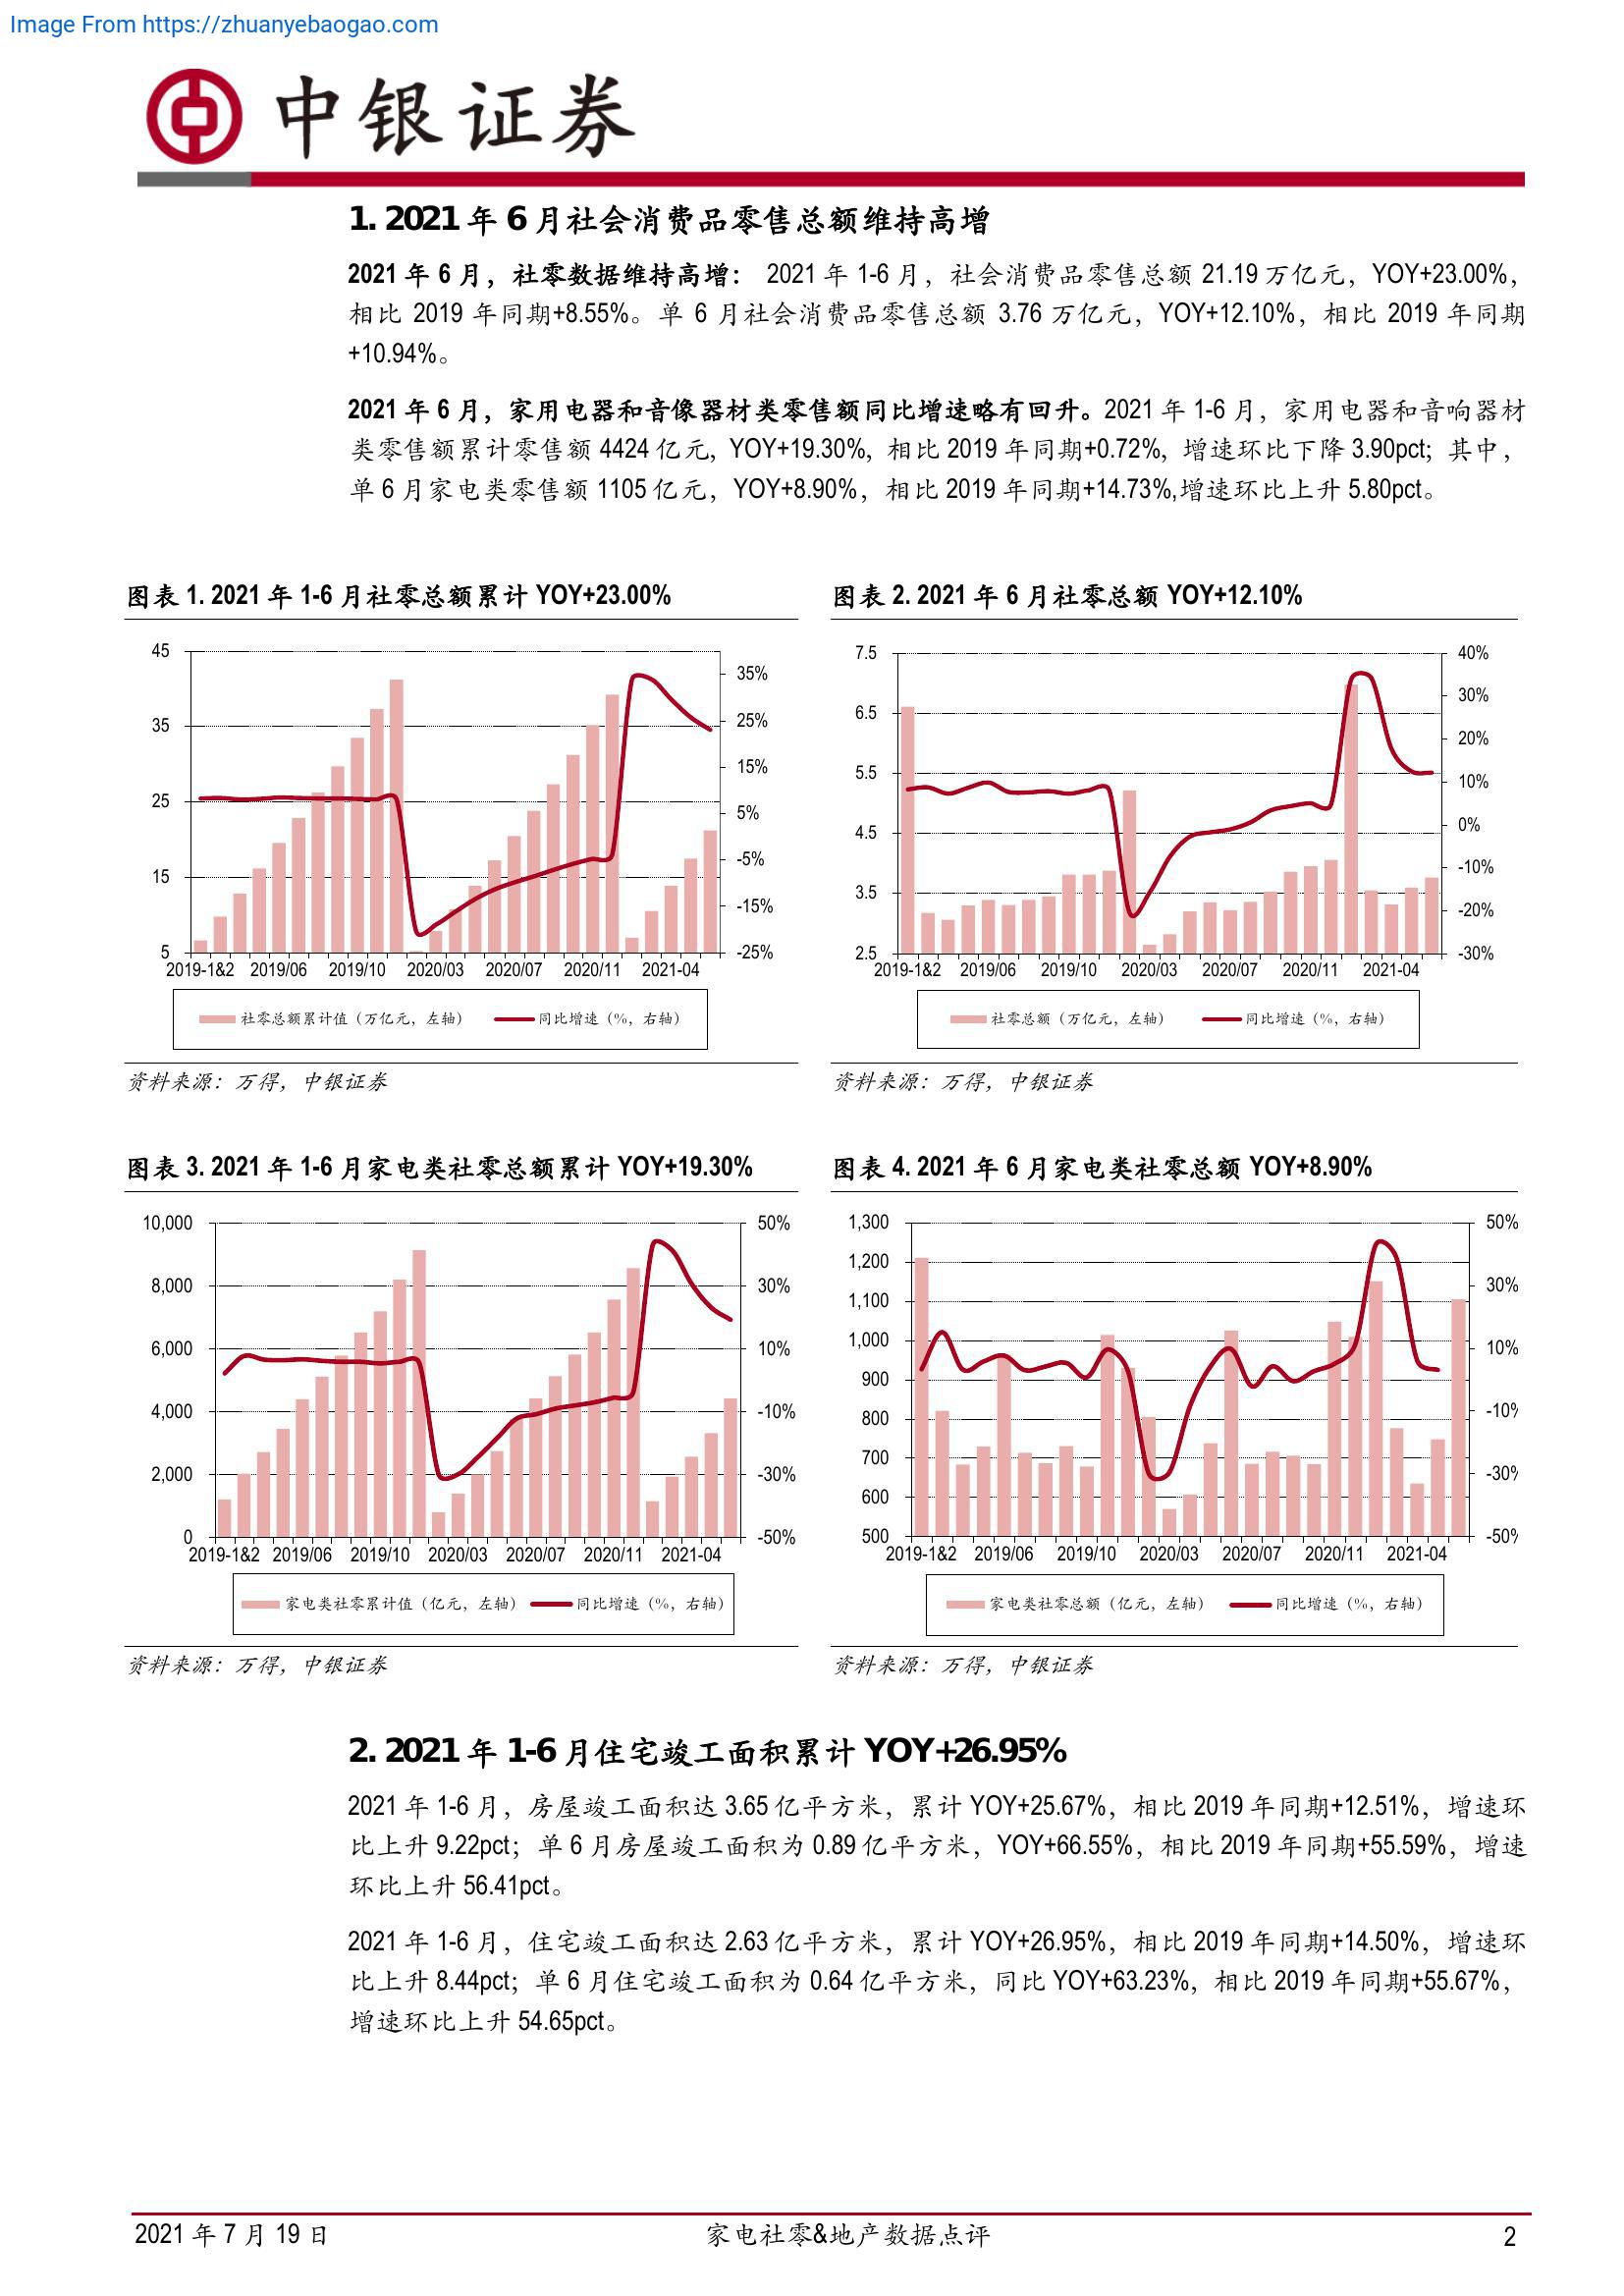 Image From https://zhuanyebaogao.com
中银证券
1. 2021 年 6 月社会消费品零售总额维持高增
2021 年 6 月，社零数据维持高增： 2021 年 1-6 月，社会消费品零售总额 21.19 万亿元，YOY+23.00%，
相比 2019 年同期+8.55%。单 6 月社会消费品零售总额 3.76 万亿元，YOY+12.10%，相比 2019 年同期
+10.94%。
2021 年 6 月，家用电器和音像器材类零售额同比增速略有回升。2021 年 1-6 月，家用电器和音响器材
类零售额累计零售额 4424 亿元, YOY+19.30%, 相比 2019 年同期+0.72%, 增速环比下降 3.90pct; 其中，
单 6 月家电类零售额 1105 亿元，YOY+8.90%，相比 2019 年同期+14.73%,增速环比上升 5.80pct。
图表 1. 2021 年 1-6 月社零总额累计 YOY+23.00%
45
35
25
15
5
35%
25%
15%
5%
-5%
-15%
-25%
2019-1&2 2019/06 2019/10 2020/03 2020/07 2020/11 2021-04
社零总额累计值（万亿元，左轴） 同比增速（%，右轴）
资料来源：万得，中银证券
图表 2. 2021 年 6 月社零总额 YOY+12.10%
7.5
6.5
5.5
4.5
3.5
2.5
40%
30%
20%
10%
0%
-10%
-20%
-30%
2019-1&2 2019/06 2019/10 2020/03 2020/07 2020/11 2021-04
社零总额（万亿元，左轴） 同比增速（%，右轴）
资料来源：万得，中银证券
图表 3. 2021 年 1-6 月家电类社零总额累计 YOY+19.30%
10,000
8,000
6,000
4,000
2,000
0
50%
30%
10%
-10%
-30%
-50%
2019-1&2 2019/06 2019/10 2020/03 2020/07 2020/11 2021-04
家电类社零累计值（亿元，左轴） 同比增速（%，右轴）
资料来源：万得，中银证券
图表 4. 2021 年 6 月家电类社零总额 YOY+8.90%
1,300
1,200
1,100
1,000
900
800
700
600
500
50%
30%
10%
-10%
-30%
-50%
2019-1&2 2019/06 2019/10 2020/03 2020/07 2020/11 2021-04
家电类社零总额（亿元，左轴） 同比增速（%，右轴）
资料来源：万得，中银证券
2. 2021 年 1-6 月住宅竣工面积累计 YOY+26.95%
2021 年 1-6 月，房屋竣工面积达 3.65 亿平方米，累计 YOY+25.67%，相比 2019 年同期+12.51%，增速环
比上升 9.22pct；单 6 月房屋竣工面积为 0.89 亿平方米，YOY+66.55%，相比 2019 年同期+55.59%，增速
环比上升 56.41pct。
2021 年 1-6 月，住宅竣工面积达 2.63 亿平方米，累计 YOY+26.95%，相比 2019 年同期+14.50%，增速环
比上升 8.44pct；单 6 月住宅竣工面积为 0.64 亿平方米，同比 YOY+63.23%，相比 2019 年同期+55.67%，
增速环比上升 54.65pct。
2021 年 7 月 19 日 家电社零&地产数据点评 2